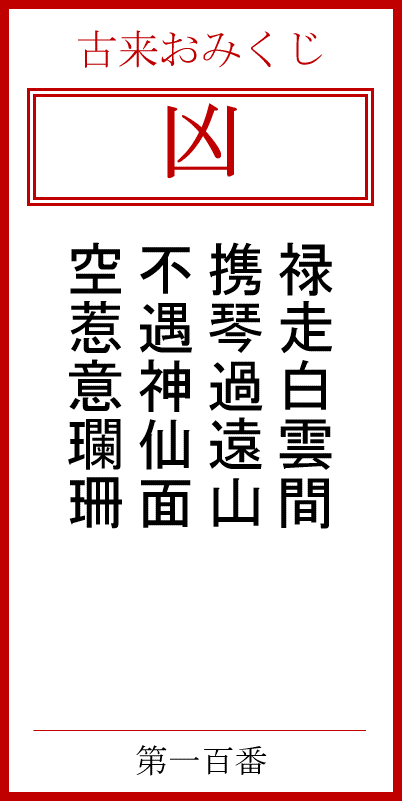 古来おみくじ
凶
禄走白雲間
携琴過遠山
不遇神仙面
空惹意瓓珊
第一百番